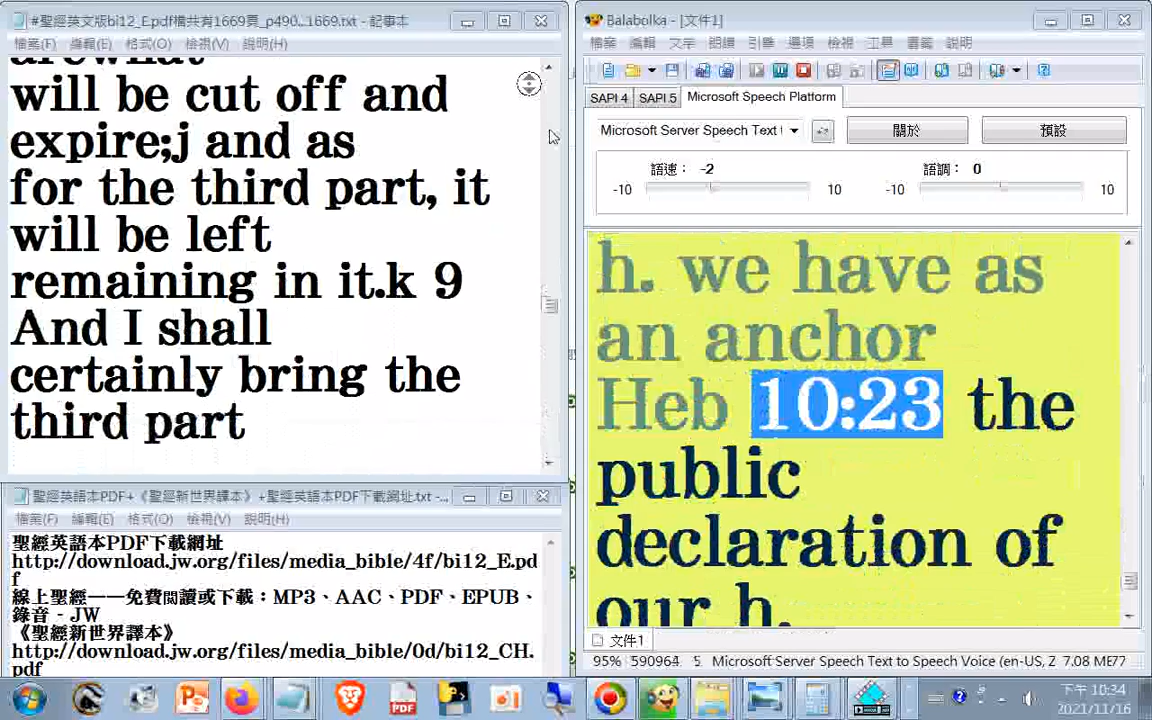 #聖經英文版bi12_E.pdf檔共有1669頁_p490...1669.txt - 記事本
檔案(F) 編輯(E) 格式(O) 檢視(V) 說明(H)
arewhat
will be cut off and
expire;j and as
for the third part, it
will be left
remaining in it.k 9
And I shall
certainly bring the
third part
聖經英語本PDF+《聖經新世界譯本》+聖經英語本PDF下載網址.txt -...
檔案(F) 編輯(E) 格式(O) 檢視(V) 說明(H)
聖經英語本PDF下載網址
http://download.jw.org/files/media_bible/4f/bi12_E.pd
f
線上聖經——免費閱讀或下載：MP3、AAC、PDF、EPUB、
錄音 - JW
《聖經新世界譯本》
http://download.jw.org/files/media_bible/0d/bi12_CH.
pdf
Balabolka - [文件1]
檔案 編輯 文字 朗讀 引擎 選項 檢視 工具 書籤 說明
SAPI 4 SAPI 5 Microsoft Speech Platform
Microsoft Server Speech Text 關於 預設
語速： -2 語調： 0
-10 10 -10 10
h. we have as
an anchor
Heb 10:23 the
public
declaration of
our h.
文件1
95% 590964 Microsoft Server Speech Text to Speech Voice (en-US, Z 7.08 ME
下午 10:34
2021/11/16